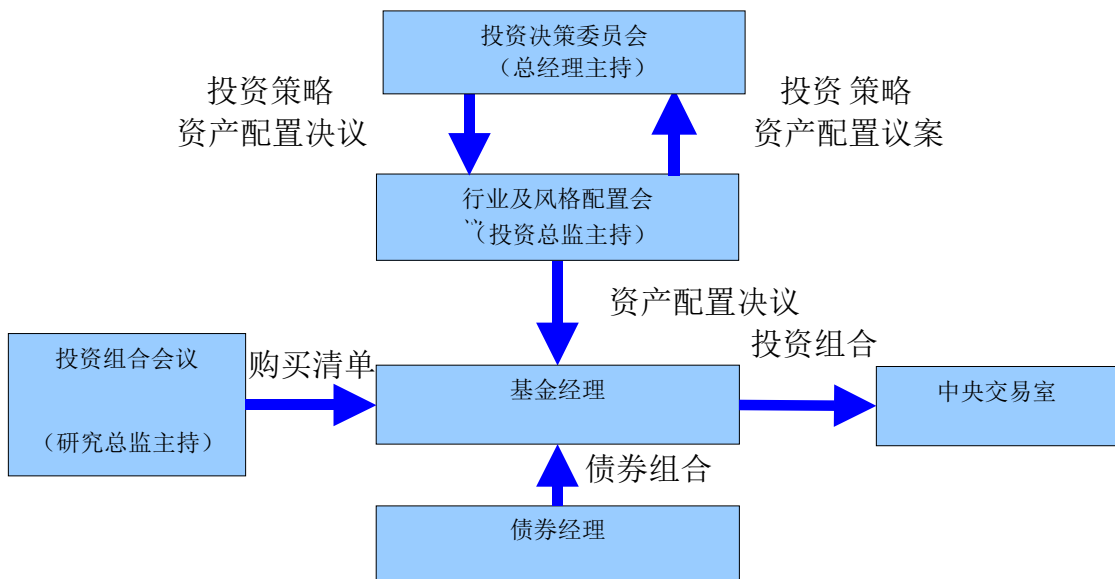 投资决策委员会
（总经理主持）
投资策略
资产配置决议
投资 策略
资产配置议案
行业及风格配置会
（投资总监主持）
资产配置决议
投资组合
投资组合会议
（研究总监主持）
购买清单
基金经理
中央交易室
债券组合
债券经理